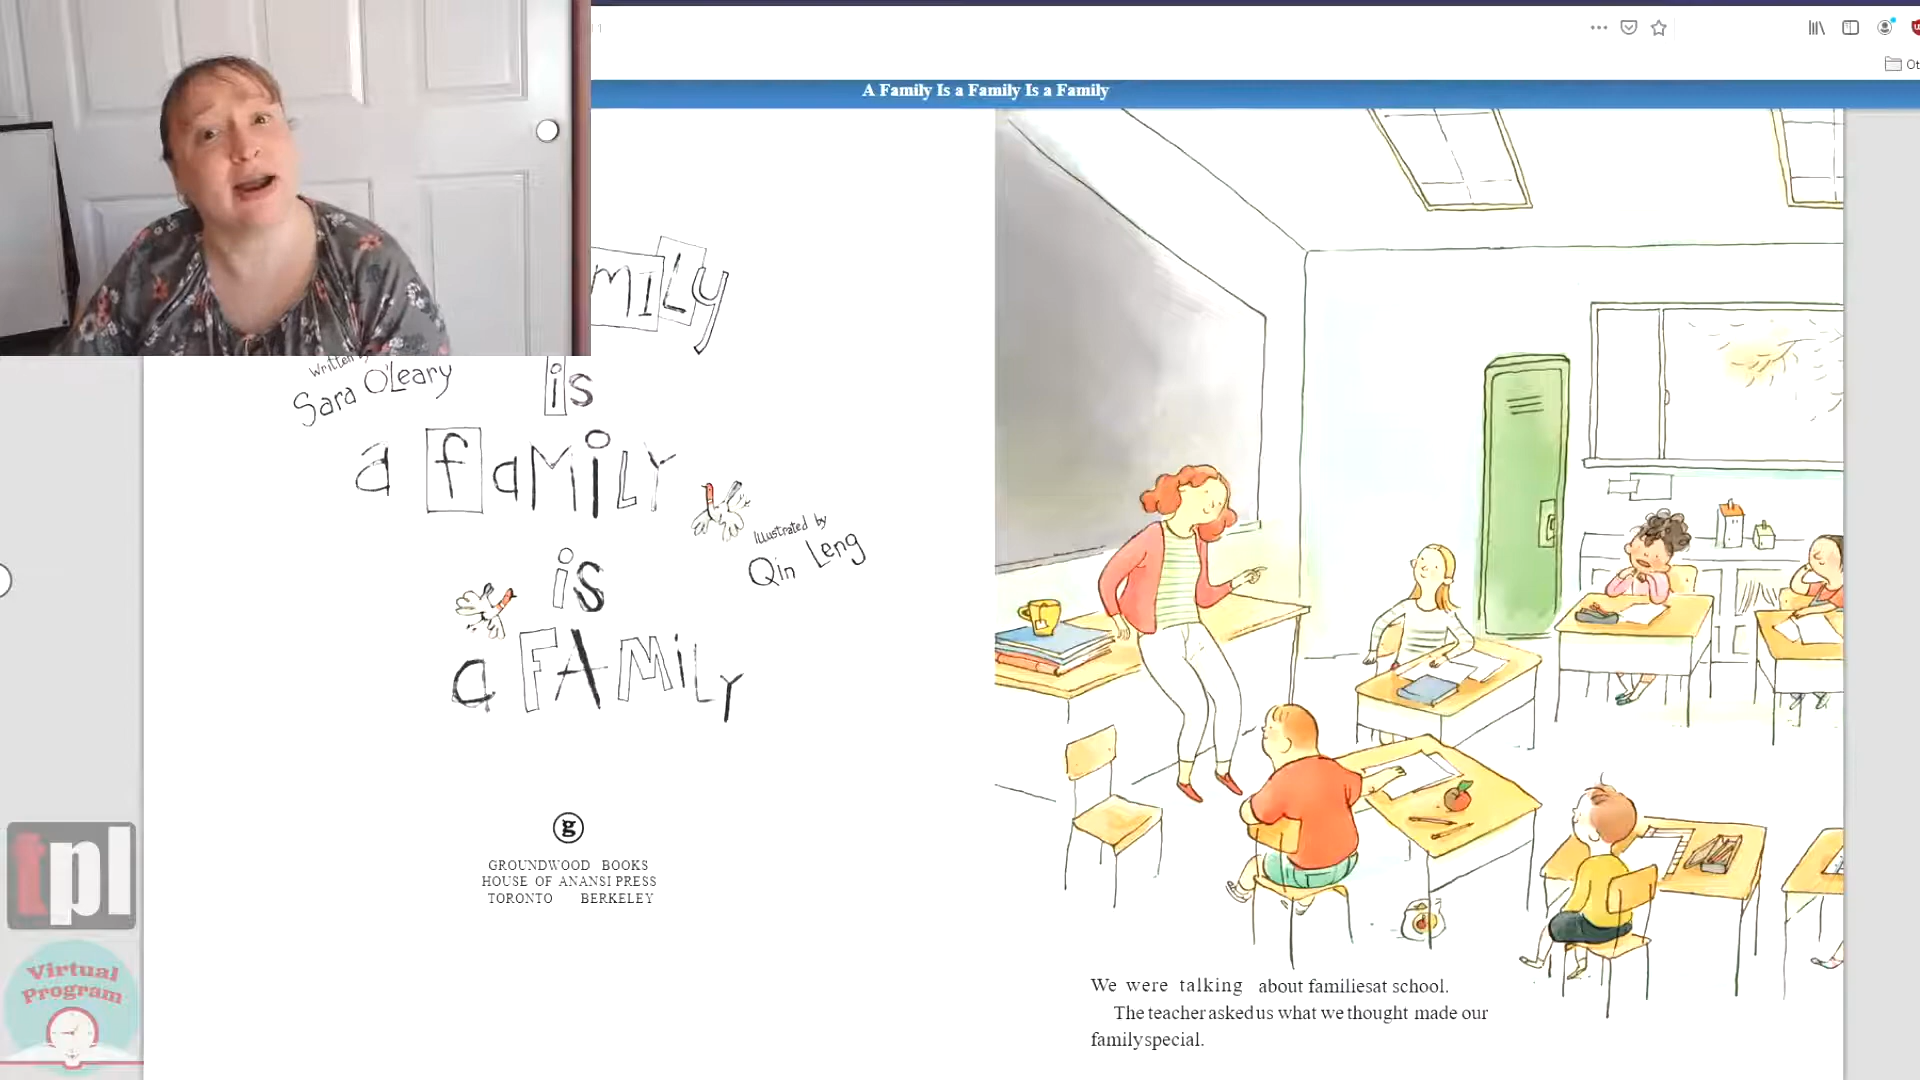 A Family Is a Family Is a Family
MILY
Written
Sara O'Leary
is
a faMiLY
Illustrated by
Qin Leng
is
a FAMiLY
g
GROUNDWOOD BOOKS
HOUSE OF ANANSI PRESS
TORONTO BERKELEY
tpl
Virtual
Program
We were talking about familiesat school.
The teacher asked us what we thought made our
family special.